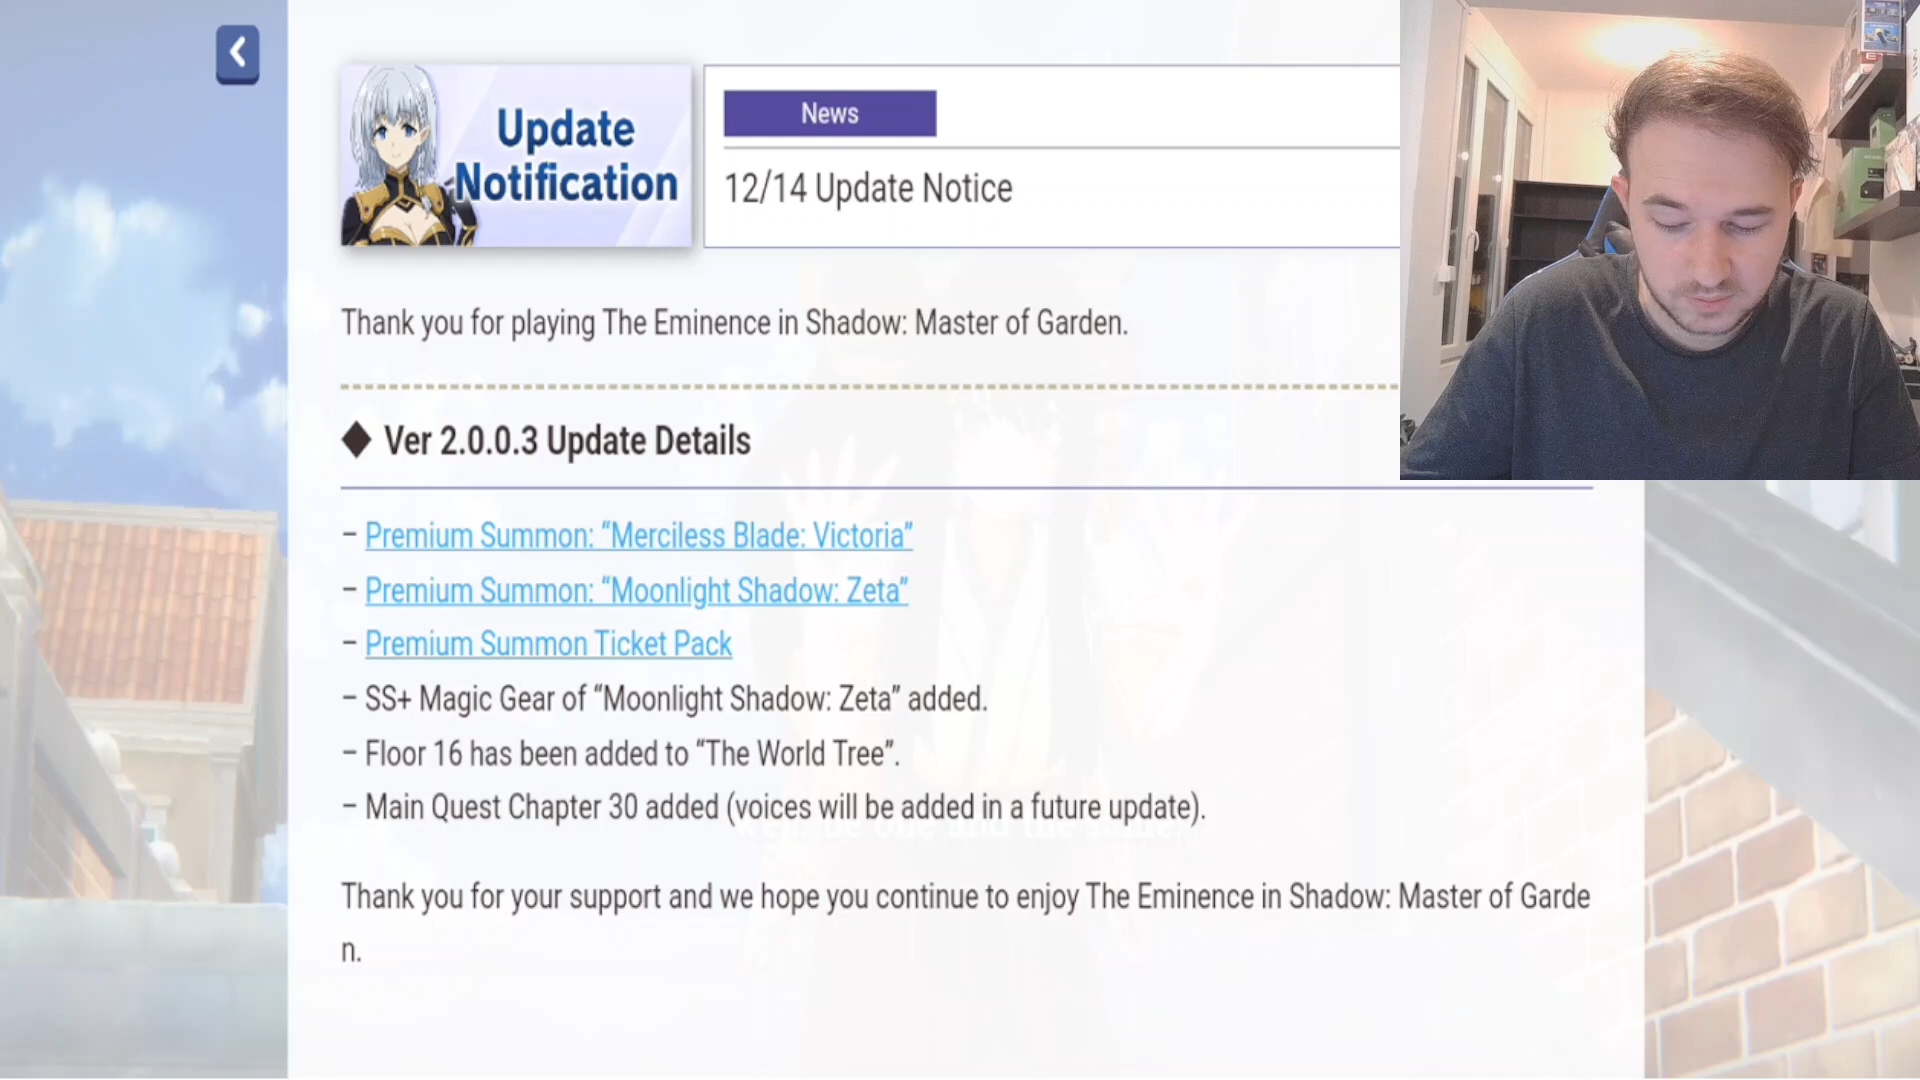 Update
Notification
News
12/14 Update Notice
Thank you for playing The Eminence in Shadow: Master of Garden.
◆ Ver 2.0.0.3 Update Details
– Premium Summon: “Merciless Blade: Victoria”
– Premium Summon: “Moonlight Shadow: Zeta”
– Premium Summon Ticket Pack
– SS+ Magic Gear of “Moonlight Shadow: Zeta” added.
– Floor 16 has been added to “The World Tree”.
– Main Quest Chapter 30 added (voices will be added in a future update).
Thank you for your support and we hope you continue to enjoy The Eminence in Shadow: Master of Garde
n.